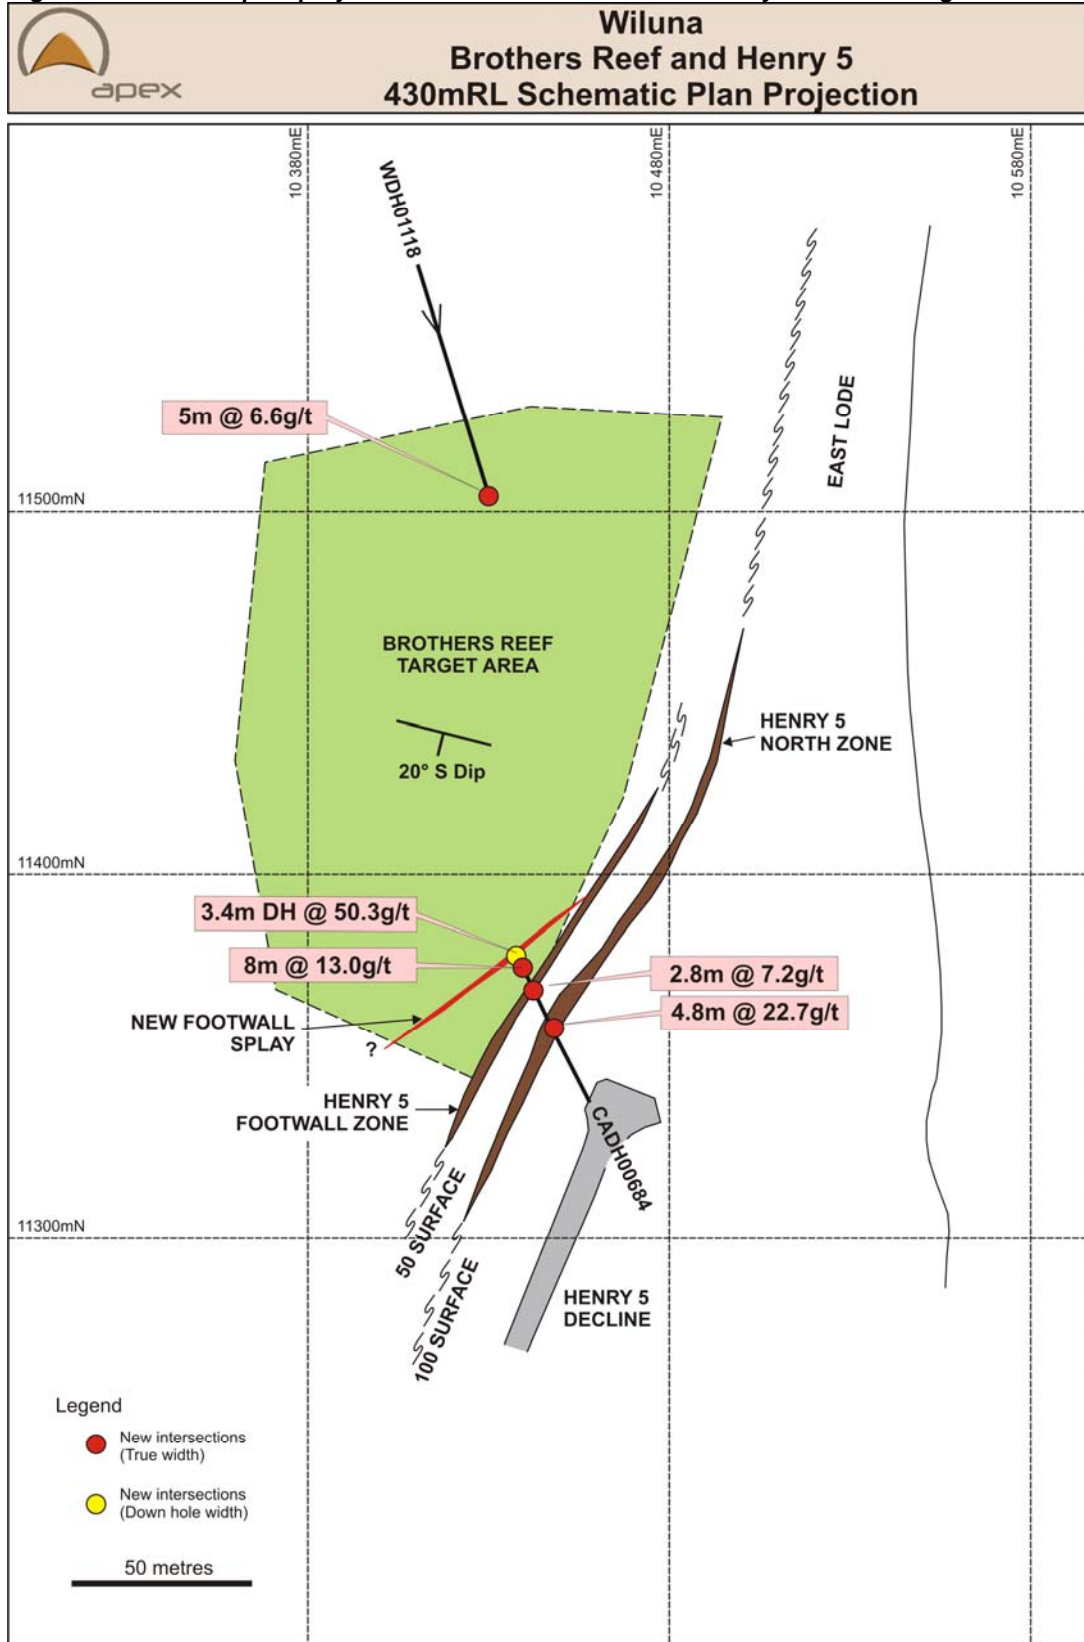 apex
Wiluna
Brothers Reef and Henry 5
430mRL Schematic Plan Projection
10 380mE
10 480mE
10 580mE
WDH01118
5m @ 6.6g/t
EAST LODE
11500mN
BROTHERS REEF
TARGET AREA
20° S Dip
HENRY 5
NORTH ZONE
11400mN
3.4m DH @ 50.3g/t
8m @ 13.0g/t
2.8m @ 7.2g/t
4.8m @ 22.7g/t
NEW FOOTWALL
SPLAY
?
HENRY 5
FOOTWALL ZONE
CADH00684
50 SURFACE
11300mN
100 SURFACE
HENRY 5
DECLINE
Legend
New intersections
(True width)
New intersections
(Down hole width)
50 metres